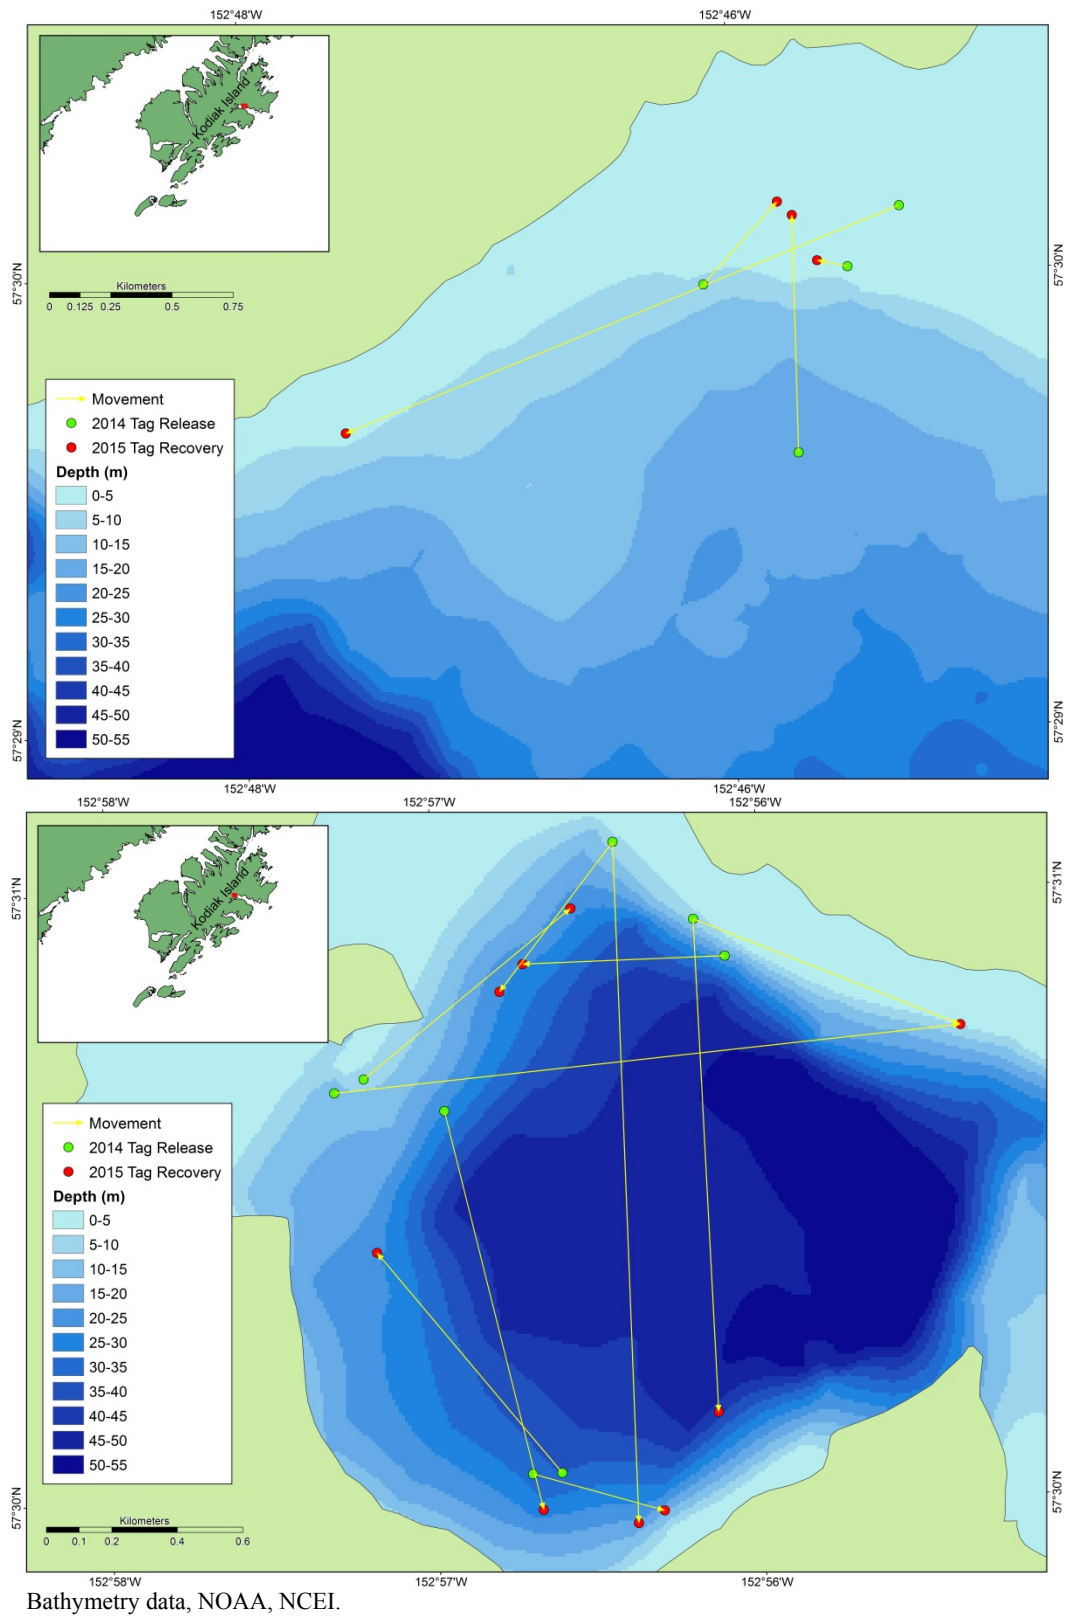 152°48'W 152°46'W
Kodiak Island
57°30'N 57°30'N
Kilometers
0 0.125 0.25 0.5 0.75
Movement
2014 Tag Release
2015 Tag Recovery
Depth (m)
0-5
5-10
10-15
15-20
20-25
25-30
30-35
35-40
40-45
45-50
50-55
57°29'N 57°29'N
152°48'W 152°46'W
152°58'W 152°57'W 152°56'W
Kodiak Island
57°31'N 57°31'N
Movement
2014 Tag Release
2015 Tag Recovery
Depth (m)
0-5
5-10
10-15
15-20
20-25
25-30
30-35
35-40
40-45
45-50
50-55
57°30'N 57°30'N
Kilometers
0 0.1 0.2 0.4 0.6
152°58'W 152°57'W 152°56'W
Bathymetry data, NOAA, NCEI.